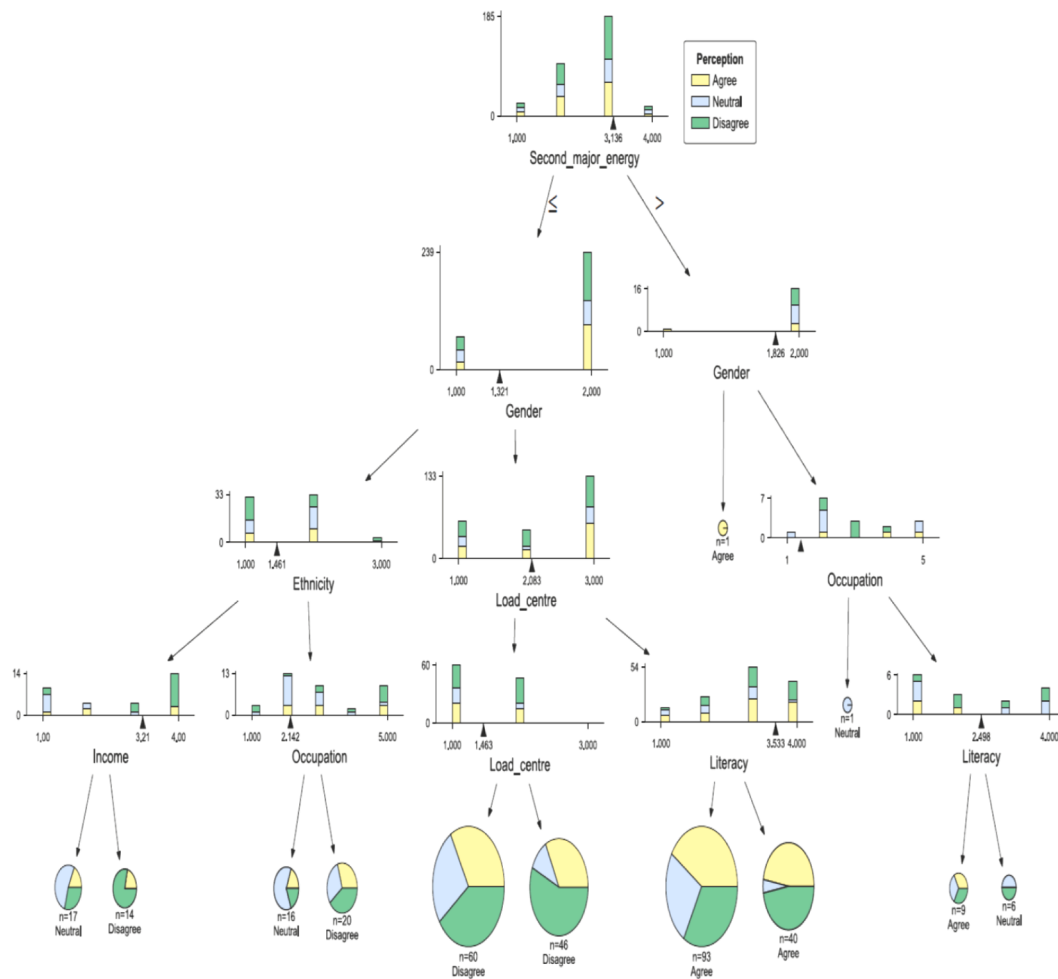 185
0
1,000
3,136
4,000
Second_major_energy
Perception
Agree
Neutral
Disagree
≤
>
239
0
1,000
1,321
2,000
Gender
16
0
1,000
1,826
2,000
Gender
33
0
1,000
1,461
3,000
Ethnicity
133
0
1,000
2,083
3,000
Load_centre
n=1
Agree
7
0
1
5
Occupation
14
0
1,00
3,21
4,00
Income
13
0
1.000
2.142
5,000
Occupation
60
0
1,000
1,463
3,000
Load_centre
54
0
1,000
3,533
4,000
Literacy
n=1
Neutral
6
0
1.000
2,498
4.000
Literacy
n=17
Neutral
n=14
Disagree
n=16
Neutral
n=20
Disagree
n=60
Disagree
n=46
Disagree
n=93
Agree
n=40
Agree
n=9
Agree
n=6
Neutral